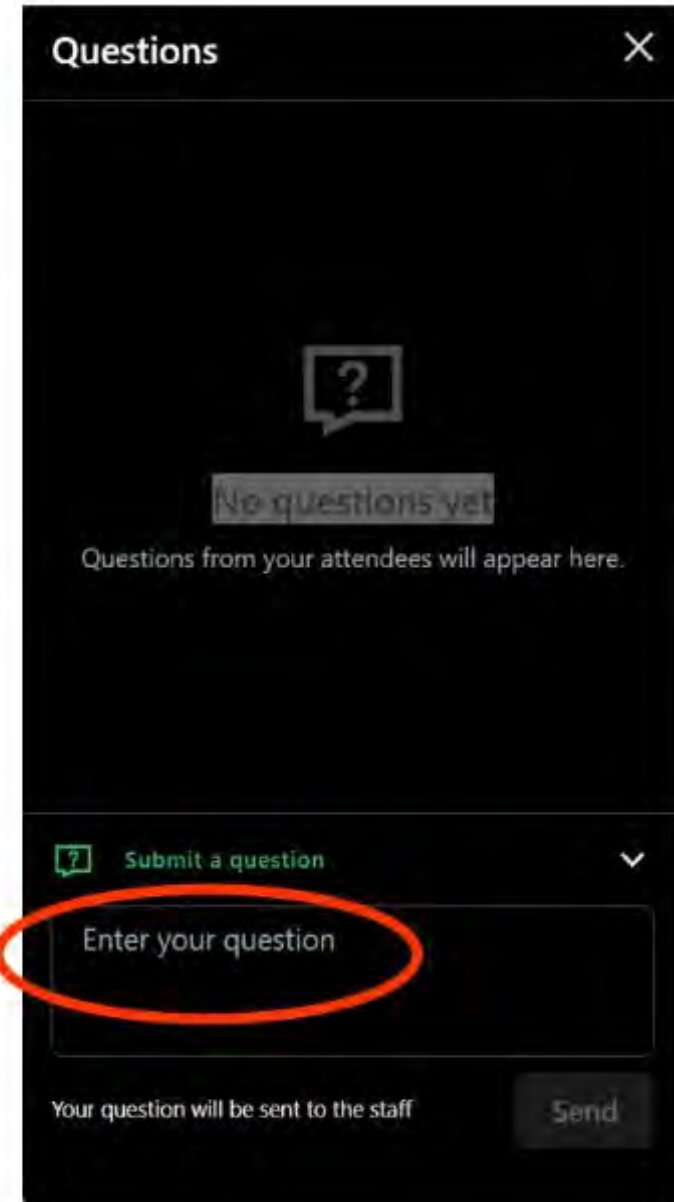 Questions
No questions yet
Questions from your attendees will appear here.
Submit a question
Enter your question
Your question will be sent to the staff
Send